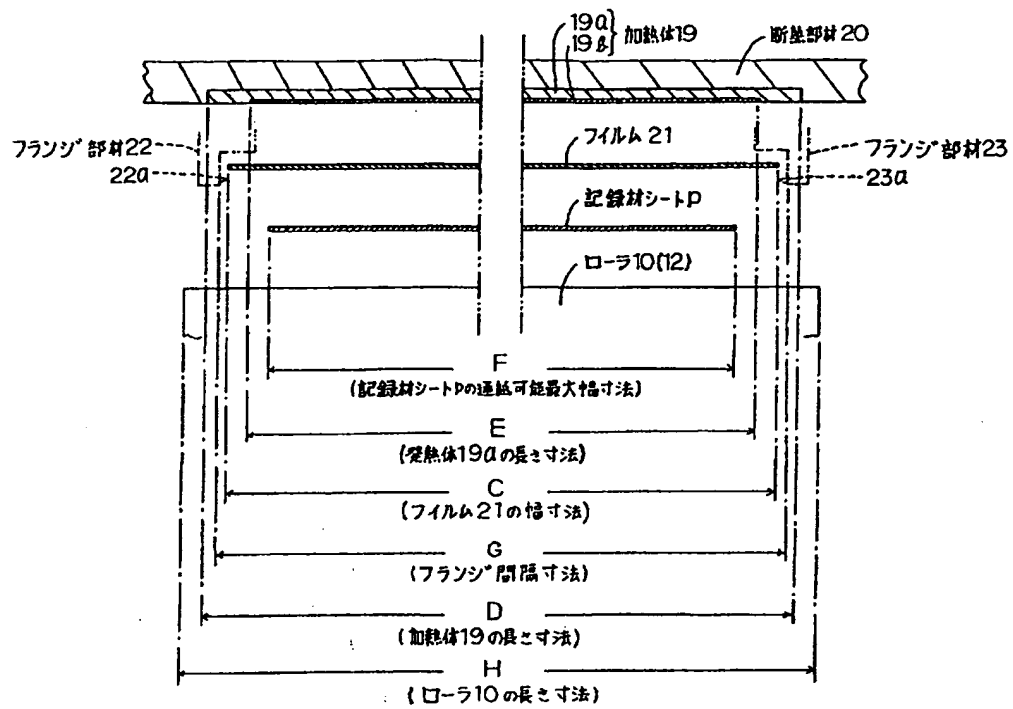 19a
19b
加熱体19
断熱部材20
フランジ部材22
22a
フイルム21
フランジ部材23
23a
記録材シートP
ローラ10(12)
F
(記録材シートPの通紙可能最大幅寸法)
E
(発熱体19aの長さ寸法)
C
(フイルム21の幅寸法)
G
(フランジ間隔寸法)
D
(加熱体19の長さ寸法)
H
(ローラ10の長さ寸法)